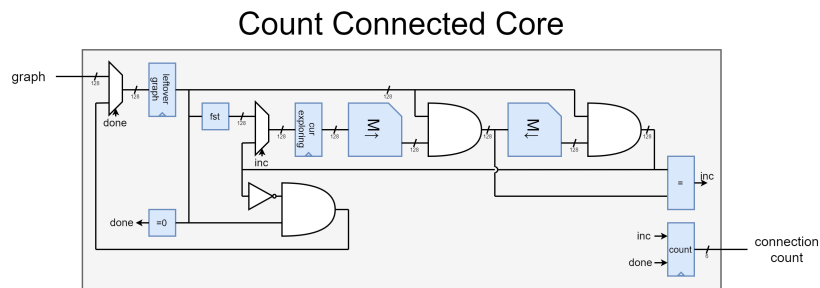 Count Connected Core
graph
128
128
leftover
graph
128
done
fst
128
inc
128
cur
exploring
128
M↑
128
128
M↓
128
128
=
inc
done
=0
inc
done
count
5
connection
count